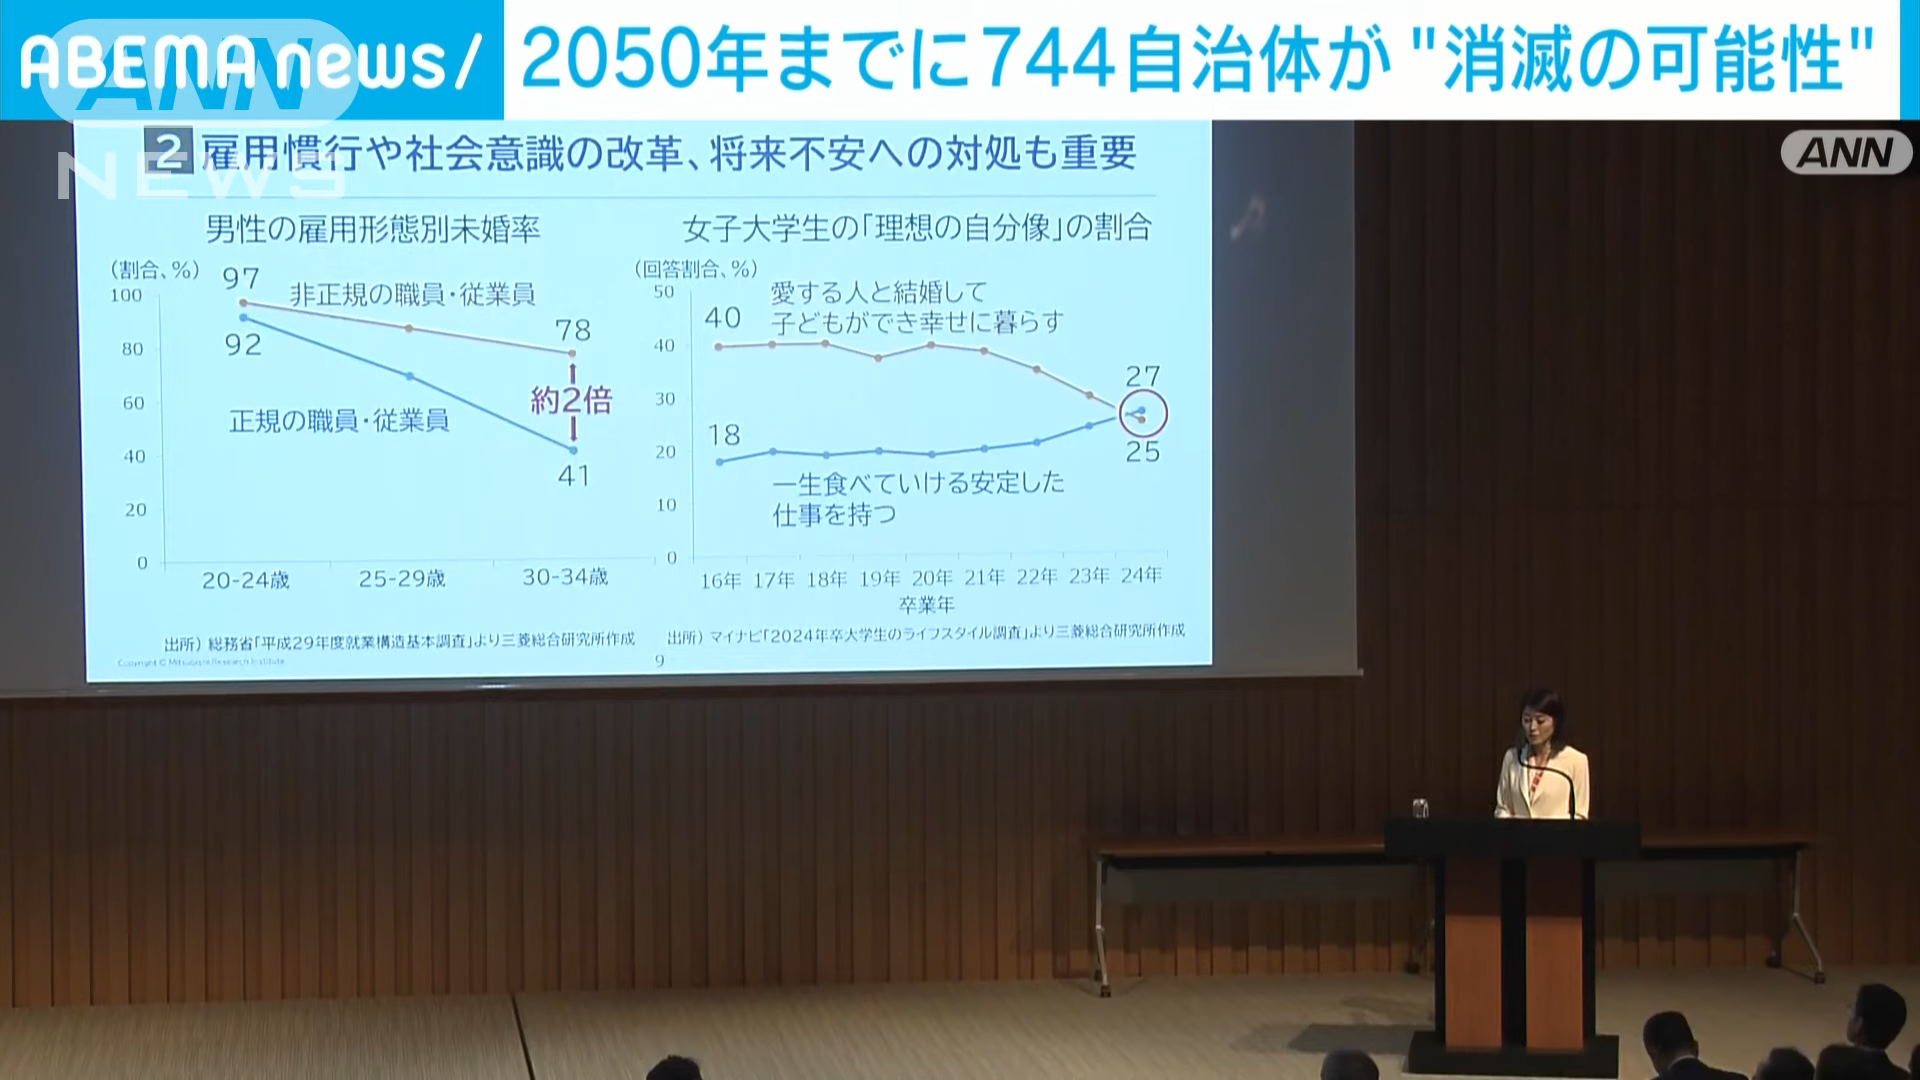 ABEMA news/
2050年までに744自治体が "消滅の可能性"
ANN
NEWS
ANN
2 雇用慣行や社会意識の改革、将来不安への対処も重要
男性の雇用形態別未婚率
(割合、%)
100
80
60
40
20
0
97
92
非正規の職員・従業員
78
約2倍
正規の職員・従業員
41
20-24歳
25-29歳
30-34歳
出所) 総務省「平成29年度就業構造基本調査」より三菱総合研究所作成
Copyright © Mitsubishi Research Institute
女子大学生の「理想の自分像」の割合
(回答割合、%)
50
40
30
20
10
0
40
愛する人と結婚して
子どもができ幸せに暮らす
27
18
25
一生食べていける安定した
仕事を持つ
16年 17年 18年 19年 20年 21年 22年 23年 24年
卒業年
出所) マイナビ「2024年卒大学生のライフスタイル調査」より三菱総合研究所作成
9